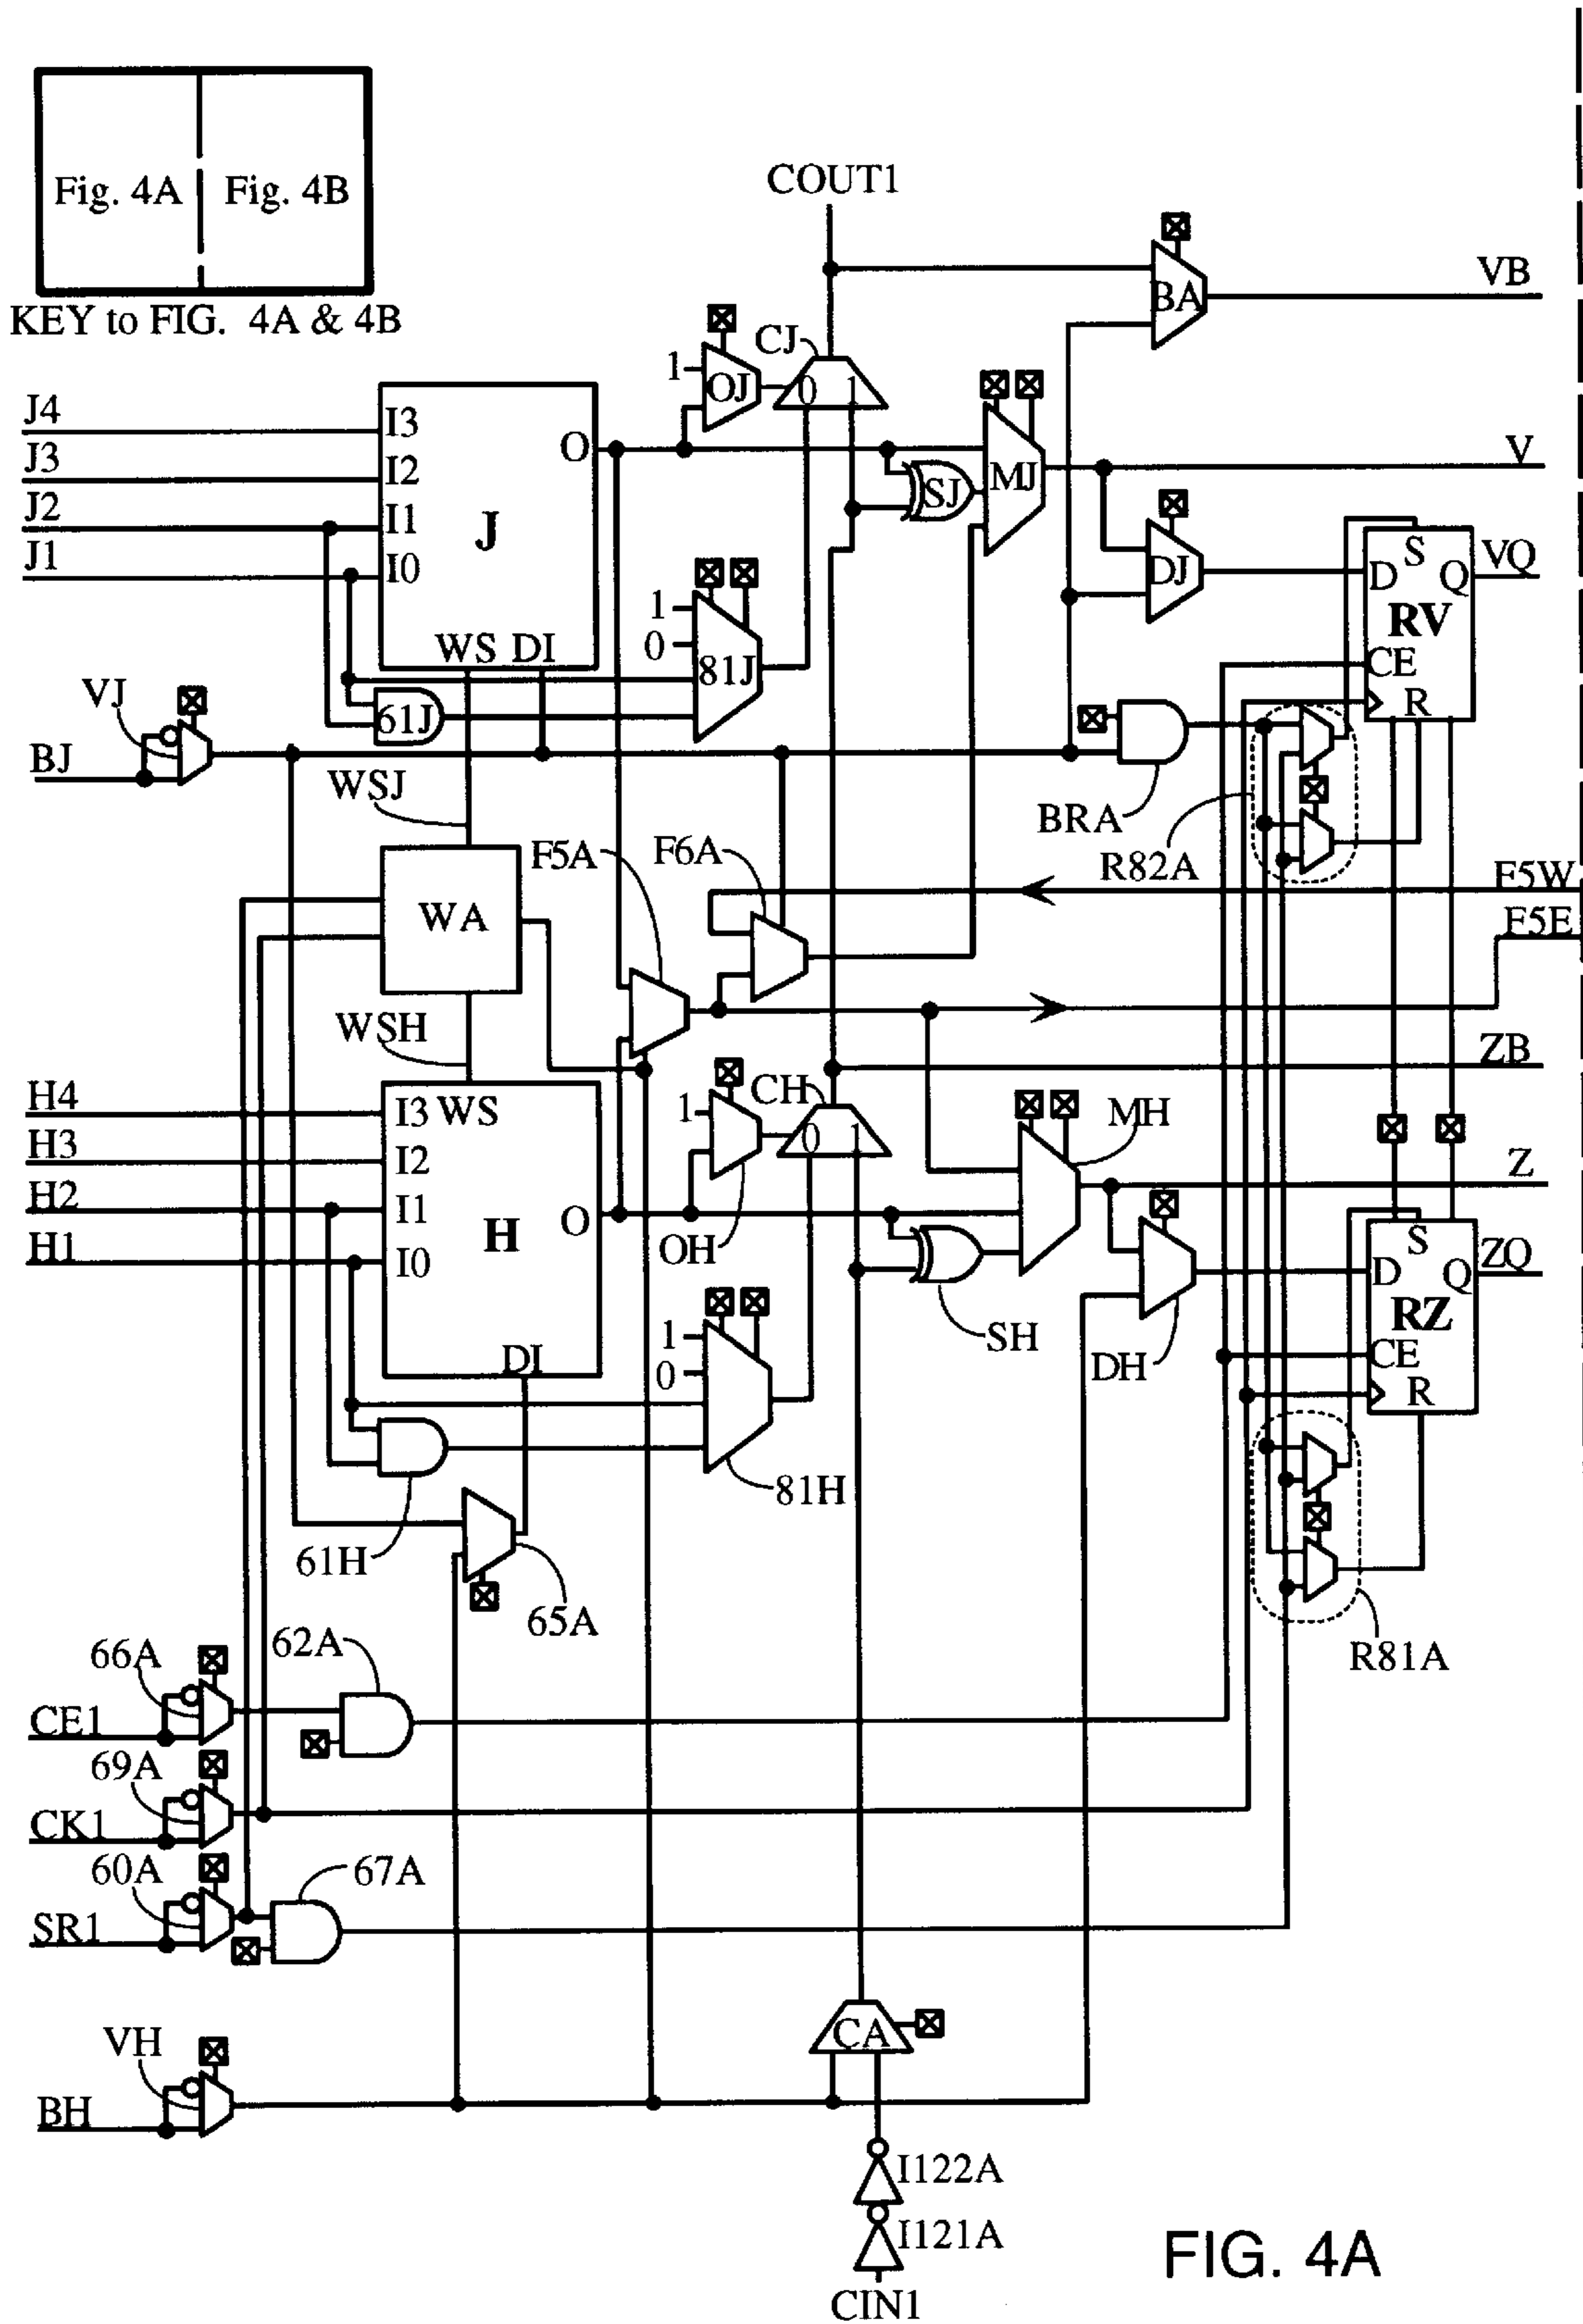 Fig. 4A
Fig. 4B
KEY to FIG. 4A & 4B
COUT1
BA
VB
1
OJ
CJ
0 1
J4
J3
J2
J1
I3
I2
I1
I0
O
J
WS DI
SJ
MJ
V
DJ
S
D
Q
VQ
RV
CE
R
1
0
81J
61J
VJ
BJ
WSJ
BRA
R82A
F5A
F6A
F5W
F5E
WA
WSH
ZB
H4
H3
H2
H1
I3 WS
I2
I1
I0
O
H
DI
1
CH
0 1
OH
MH
Z
SH
DH
S
D
Q
ZQ
RZ
CE
R
1
0
81H
61H
65A
R81A
66A
62A
CE1
69A
CK1
60A
67A
SR1
VH
BH
CA
I122A
I121A
CIN1
FIG. 4A